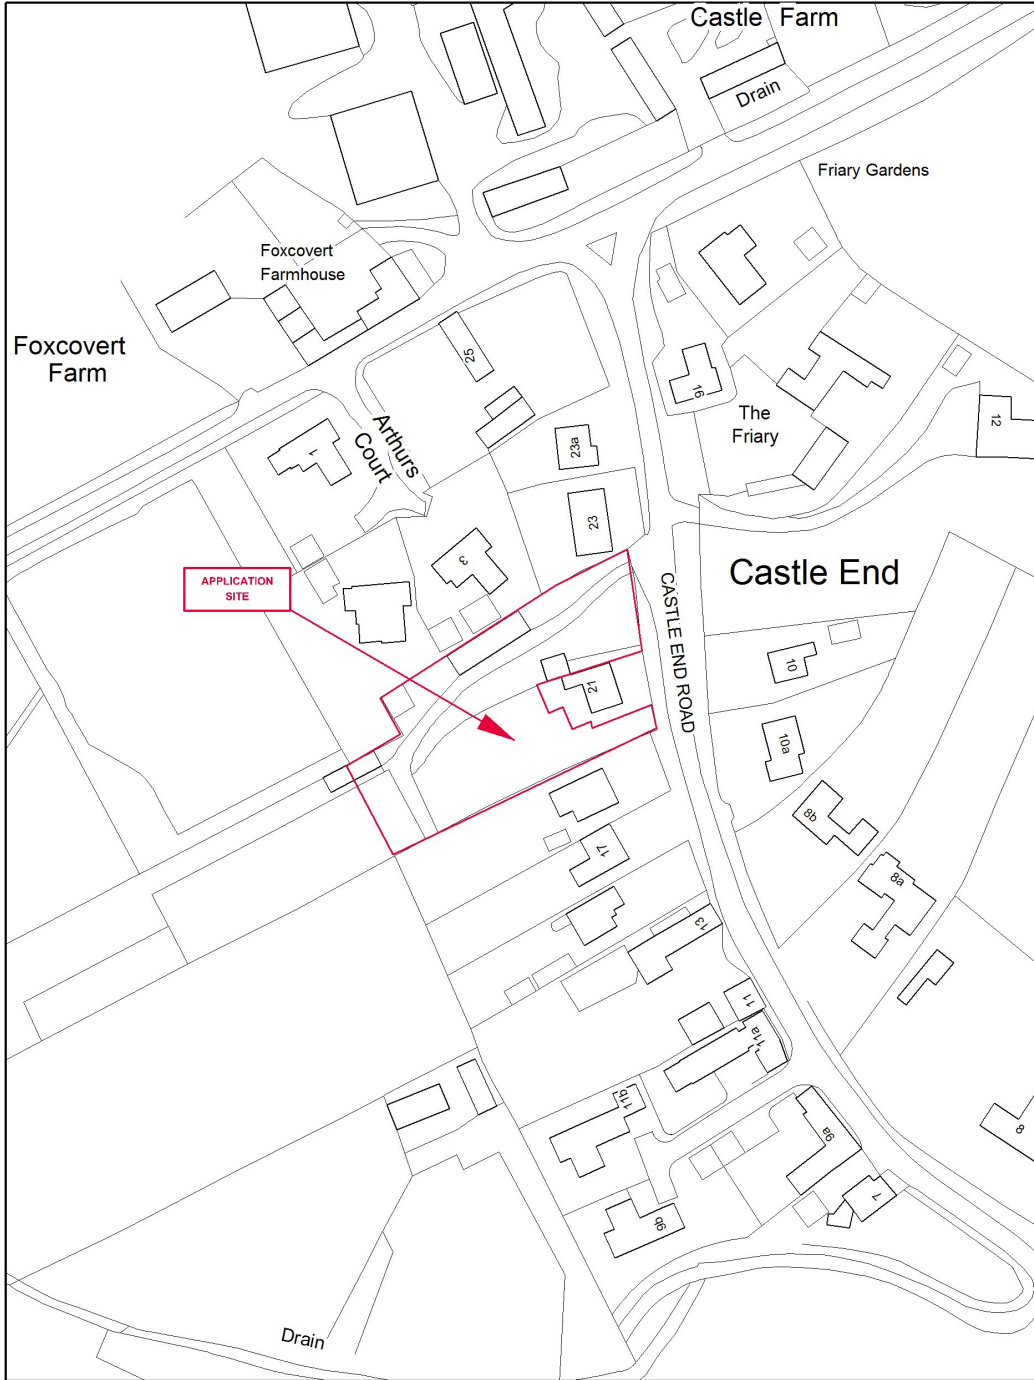 Castle Farm
Drain
Friary Gardens
Foxcovert
Farmhouse
Foxcovert
Farm
25
16
The
Friary
12
Arthurs
Court
1
23a
23
3
Castle End
APPLICATION
SITE
CASTLE END ROAD
21
10
10a
8b
8a
17
13
11
11a
11b
9a
8
7
9b
Drain